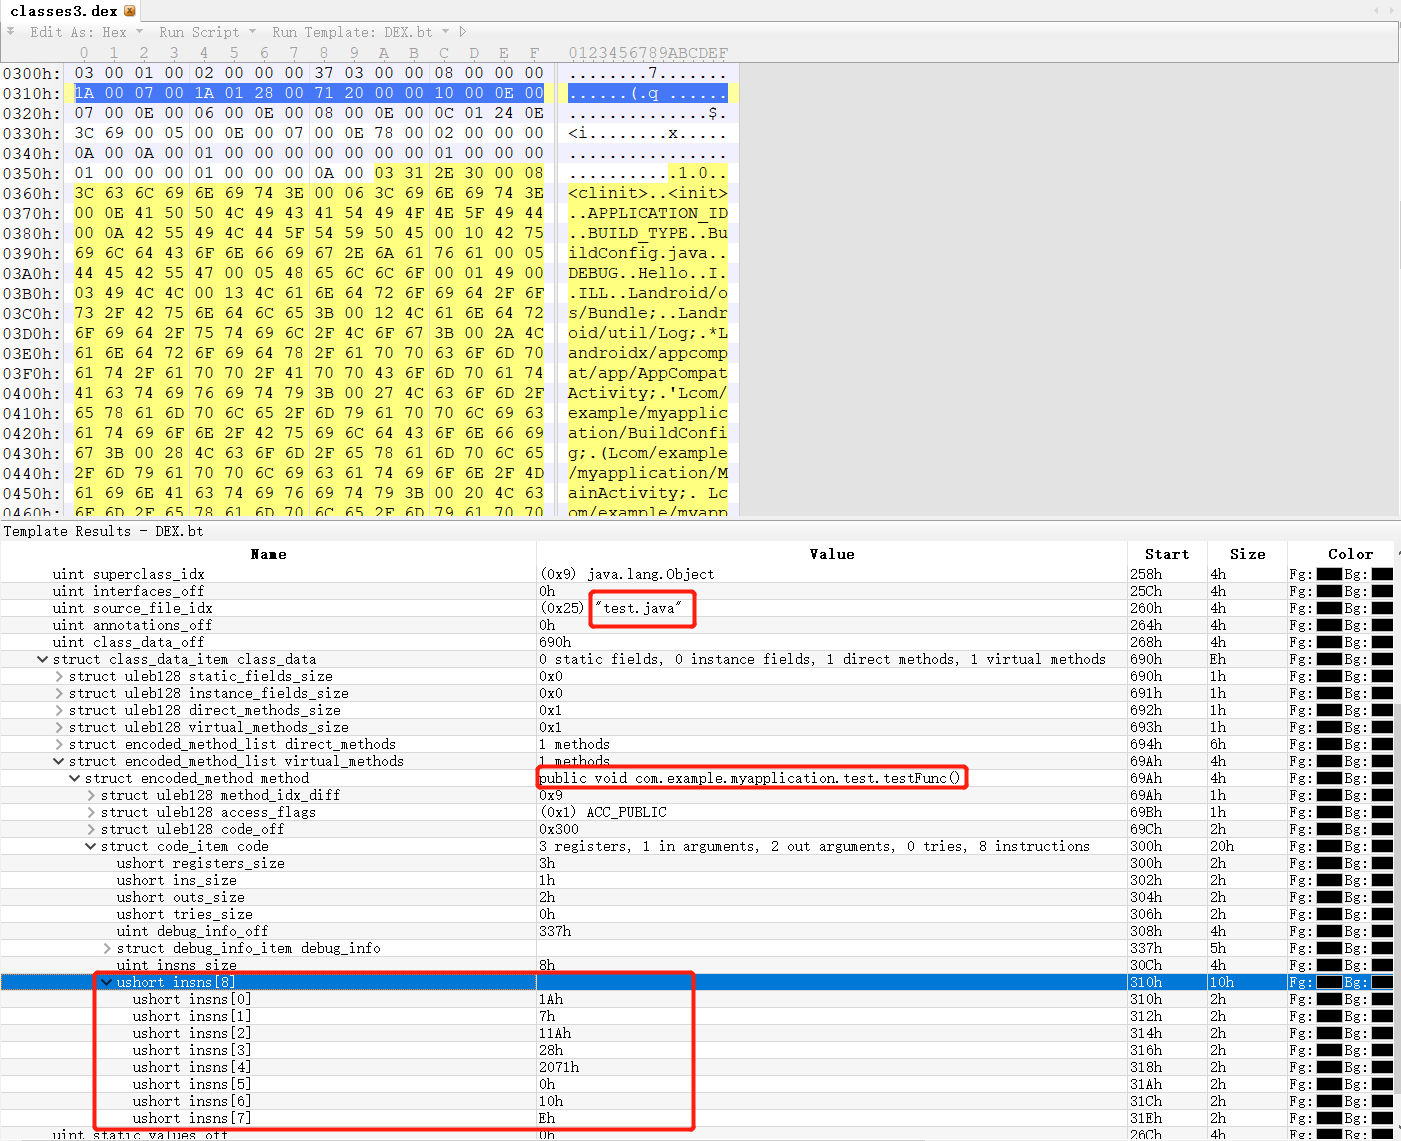 classes3.dex
Edit As: Hex Run Script Run Template: DEX.bt
0 1 2 3 4 5 6 7 8 9 A B C D E F 0123456789ABCDEF
0300h: 03 00 01 00 02 00 00 00 37 03 00 00 08 00 00 00 ........7.......
0310h: 1A 00 07 00 1A 01 28 00 71 20 00 00 10 00 0E 00 ......(.q ......
0320h: 07 00 0E 00 06 00 0E 00 08 00 0E 00 0C 01 24 0E ..............$.
0330h: 3C 69 00 05 00 0E 00 07 00 0E 78 00 02 00 00 00 <i........x.....
0340h: 0A 00 0A 00 01 00 00 00 00 00 00 00 01 00 00 00 ................
0350h: 01 00 00 00 01 00 00 00 0A 00 03 31 2E 30 00 08 ...........1.0..
0360h: 3C 63 6C 69 6E 69 74 3E 00 06 3C 69 6E 69 74 3E <clinit>..<init>
0370h: 00 0E 41 50 50 4C 49 43 41 54 49 4F 4E 5F 49 44 ..APPLICATION_ID
0380h: 00 0A 42 55 49 4C 44 5F 54 59 50 45 00 10 42 75 ..BUILD_TYPE..Bu
0390h: 69 6C 64 43 6F 6E 66 69 67 2E 6A 61 76 61 00 05 ildConfig.java..
03A0h: 44 45 42 55 47 00 05 48 65 6C 6C 6F 00 01 49 00 DEBUG..Hello..I.
03B0h: 03 49 4C 4C 00 13 4C 61 6E 64 72 6F 69 64 2F 6F .ILL..Landroid/o
03C0h: 73 2F 42 75 6E 64 6C 65 3B 00 12 4C 61 6E 64 72 s/Bundle;..Landr
03D0h: 6F 69 64 2F 75 74 69 6C 2F 4C 6F 67 3B 00 2A 4C oid/util/Log;.*L
03E0h: 61 6E 64 72 6F 69 64 78 2F 61 70 70 63 6F 6D 70 androidx/appcomp
03F0h: 61 74 2F 61 70 70 2F 41 70 70 43 6F 6D 70 61 74 at/app/AppCompat
0400h: 41 63 74 69 76 69 74 79 3B 00 27 4C 63 6F 6D 2F Activity;.'Lcom/
0410h: 65 78 61 6D 70 6C 65 2F 6D 79 61 70 70 6C 69 63 example/myapplic
0420h: 61 74 69 6F 6E 2F 42 75 69 6C 64 43 6F 6E 66 69 ation/BuildConfi
0430h: 67 3B 00 28 4C 63 6F 6D 2F 65 78 61 6D 70 6C 65 g;.(Lcom/example
0440h: 2F 6D 79 61 70 70 6C 69 63 61 74 69 6F 6E 2F 4D /myapplication/M
0450h: 61 69 6E 41 63 74 69 76 69 74 79 3B 00 20 4C 63 ainActivity;. Lc
0460h: 6F 6D 2F 65 78 61 6D 70 6C 65 2F 6D 79 61 70 70 om/example/myapp
Template Results - DEX.bt
Name Value Start Size Color
uint superclass_idx (0x9) java.lang.Object 258h 4h Fg: Bg:
uint interfaces_off 0h 25Ch 4h Fg: Bg:
uint source_file_idx (0x25) "test.java" 260h 4h Fg: Bg:
uint annotations_off 0h 264h 4h Fg: Bg:
uint class_data_off 690h 268h 4h Fg: Bg:
struct class_data_item class_data 0 static fields, 0 instance fields, 1 direct methods, 1 virtual methods 690h Eh Fg: Bg:
struct uleb128 static_fields_size 0x0 690h 1h Fg: Bg:
struct uleb128 instance_fields_size 0x0 691h 1h Fg: Bg:
struct uleb128 direct_methods_size 0x1 692h 1h Fg: Bg:
struct uleb128 virtual_methods_size 0x1 693h 1h Fg: Bg:
struct encoded_method_list direct_methods 1 methods 694h 6h Fg: Bg:
struct encoded_method_list virtual_methods 1 methods 69Ah 4h Fg: Bg:
struct encoded_method method public void com.example.myapplication.test.testFunc() 69Ah 4h Fg: Bg:
struct uleb128 method_idx_diff 0x9 69Ah 1h Fg: Bg:
struct uleb128 access_flags (0x1) ACC_PUBLIC 69Bh 1h Fg: Bg:
struct uleb128 code_off 0x300 69Ch 2h Fg: Bg:
struct code_item code 3 registers, 1 in arguments, 2 out arguments, 0 tries, 8 instructions 300h 20h Fg: Bg:
ushort registers_size 3h 300h 2h Fg: Bg:
ushort ins_size 1h 302h 2h Fg: Bg:
ushort outs_size 2h 304h 2h Fg: Bg:
ushort tries_size 0h 306h 2h Fg: Bg:
uint debug_info_off 337h 308h 4h Fg: Bg:
struct debug_info_item debug_info 337h 5h Fg: Bg:
uint insns_size 8h 30Ch 4h Fg: Bg:
ushort insns[8] 310h 10h Fg: Bg:
ushort insns[0] 1Ah 310h 2h Fg: Bg:
ushort insns[1] 7h 312h 2h Fg: Bg:
ushort insns[2] 11Ah 314h 2h Fg: Bg:
ushort insns[3] 28h 316h 2h Fg: Bg:
ushort insns[4] 2071h 318h 2h Fg: Bg:
ushort insns[5] 0h 31Ah 2h Fg: Bg:
ushort insns[6] 10h 31Ch 2h Fg: Bg:
ushort insns[7] Eh 31Eh 2h Fg: Bg:
uint static_values_off 0h 26Ch 4h Fg: Bg: